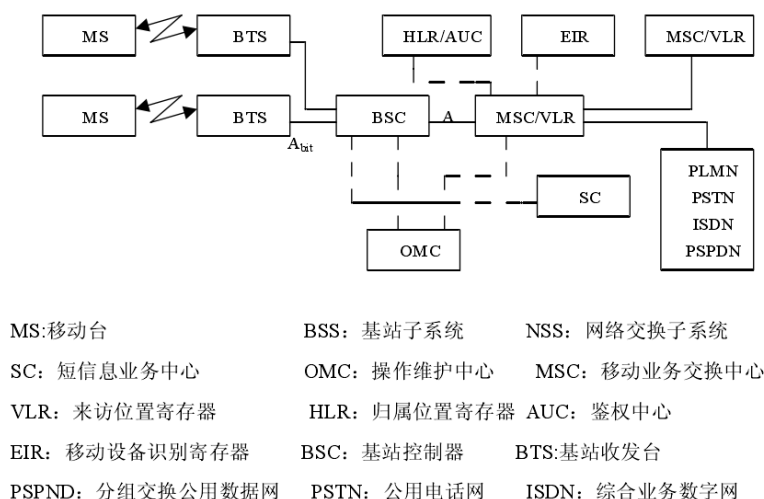 MS BTS HLR/AUC EIR MSC/VLR
MS BTS BSC A MSC/VLR
Abit
PLMN
PSTN
ISDN
PSPDN
SC
OMC
MS:移动台 BSS：基站子系统 NSS：网络交换子系统
SC：短信息业务中心 OMC：操作维护中心 MSC：移动业务交换中心
VLR：来访位置寄存器 HLR：归属位置寄存器 AUC：鉴权中心
EIR：移动设备识别寄存器 BSC：基站控制器 BTS:基站收发台
PSPND：分组交换公用数据网 PSTN：公用电话网 ISDN：综合业务数字网